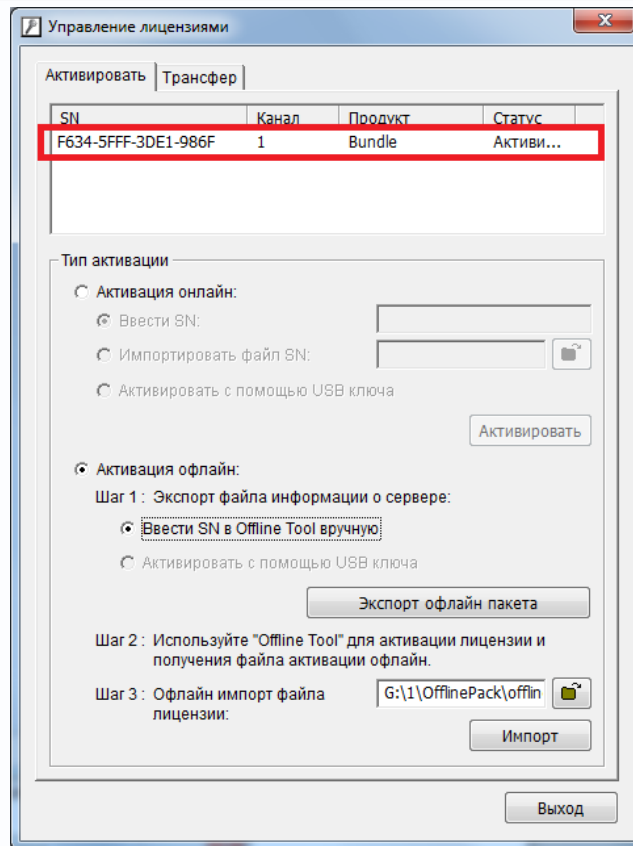 Управление лицензиями
Активировать Трансфер
SN Канал Продукт Статус
F634-5FFF-3DE1-986F 1 Bundle Активи...
Тип активации
Активация онлайн:
Ввести SN:
Импортировать файл SN:
Активировать с помощью USB ключа
Активировать
Активация офлайн:
Шаг 1 : Экспорт файла информации о сервере:
Ввести SN в Offline Tool вручную
Активировать с помощью USB ключа
Экспорт офлайн пакета
Шаг 2 : Используйте "Offline Tool" для активации лицензии и
получения файла активации офлайн.
Шаг 3 : Офлайн импорт файла G:\1\OfflinePack\offlin
лицензии:
Импорт
Выход